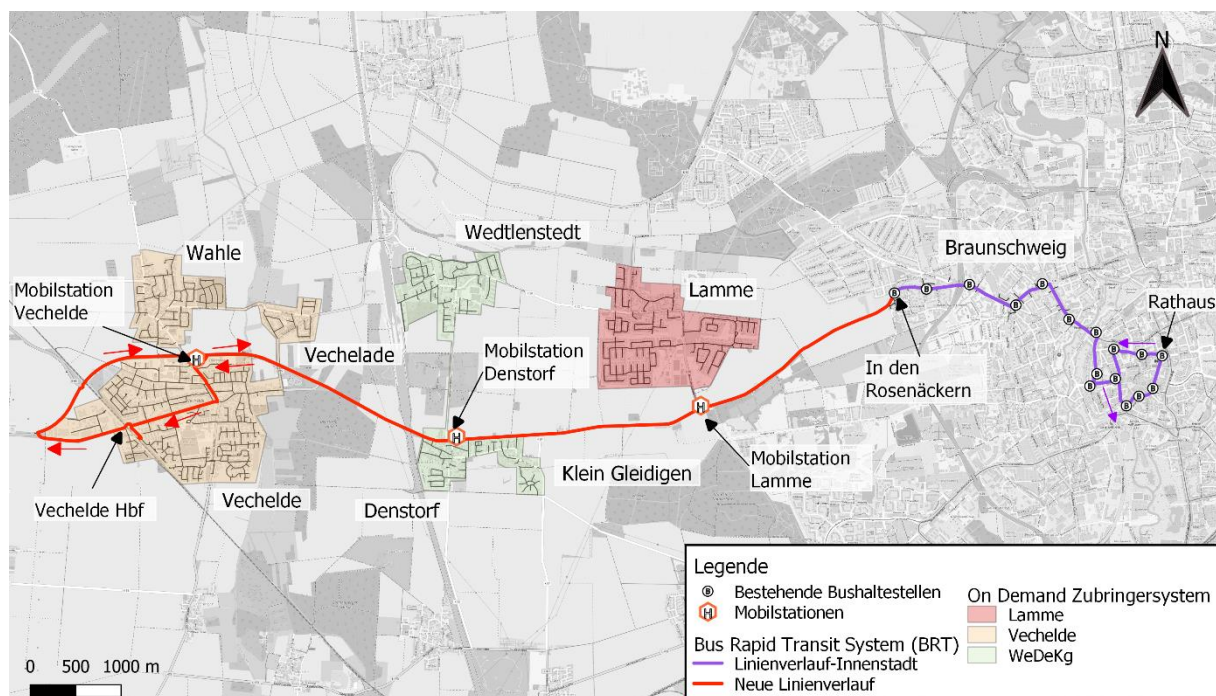 N
Wahle
Wedtlenstedt
Braunschweig
Mobilstation
Vechelde
Lamme
Rathaus
Vechelade
Mobilstation
Denstorf
In den
Rosenäckern
Klein Gleidigen
Mobilstation
Lamme
Vechelde Hbf
Vechelde
Denstorf
Legende
B Bestehende Bushaltestellen
H Mobilstationen
Bus Rapid Transit System (BRT)
Linienverlauf-Innenstadt
Neue Linienverlauf
On Demand Zubringersystem
Lamme
Vechelde
WeDeKg
0 500 1000 m